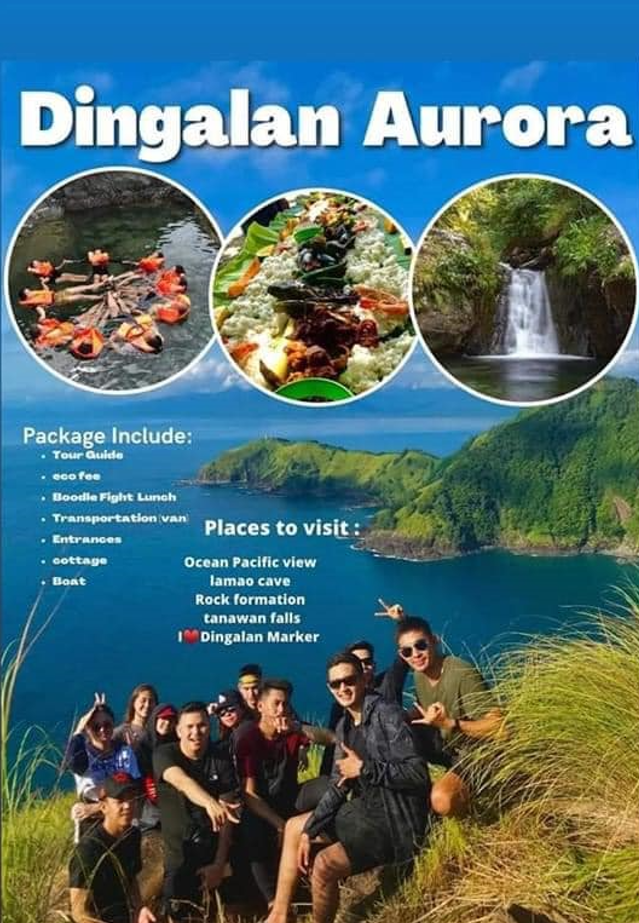 Dingalan Aurora
Package Include:
Tour Guide
eco fee
Boodle Fight Lunch
Transportation(van)
Entrances
cottage
Boat
Places to visit :
Ocean Pacific view
lamao cave
Rock formation
tanawan falls
I❤️Dingalan Marker